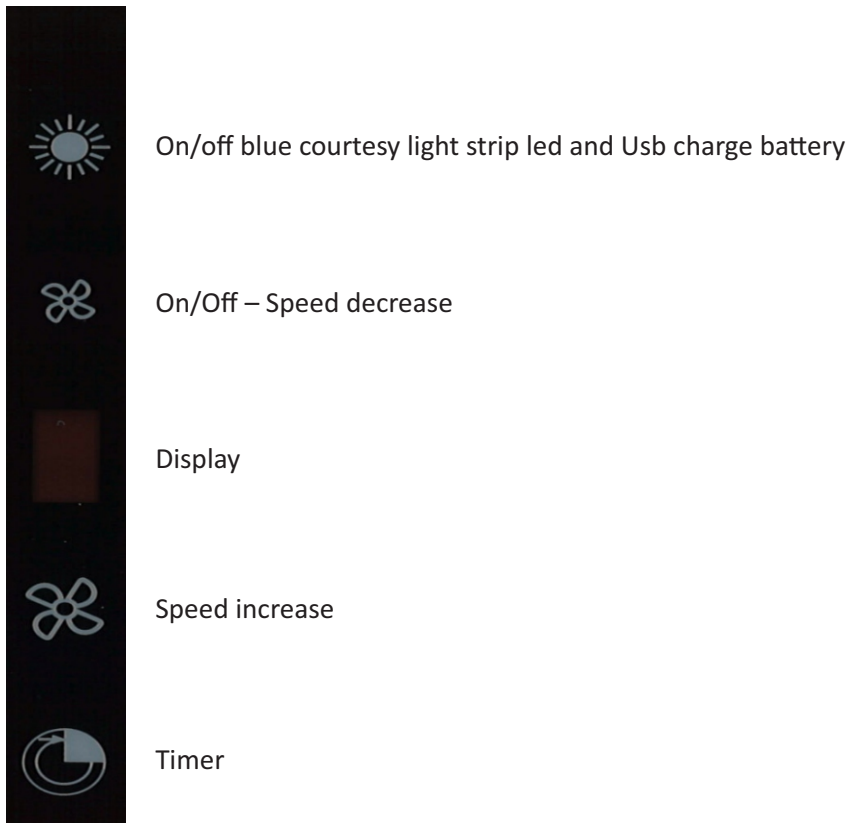 On/off blue courtesy light strip led and Usb charge battery
On/Off – Speed decrease
Display
Speed increase
Timer